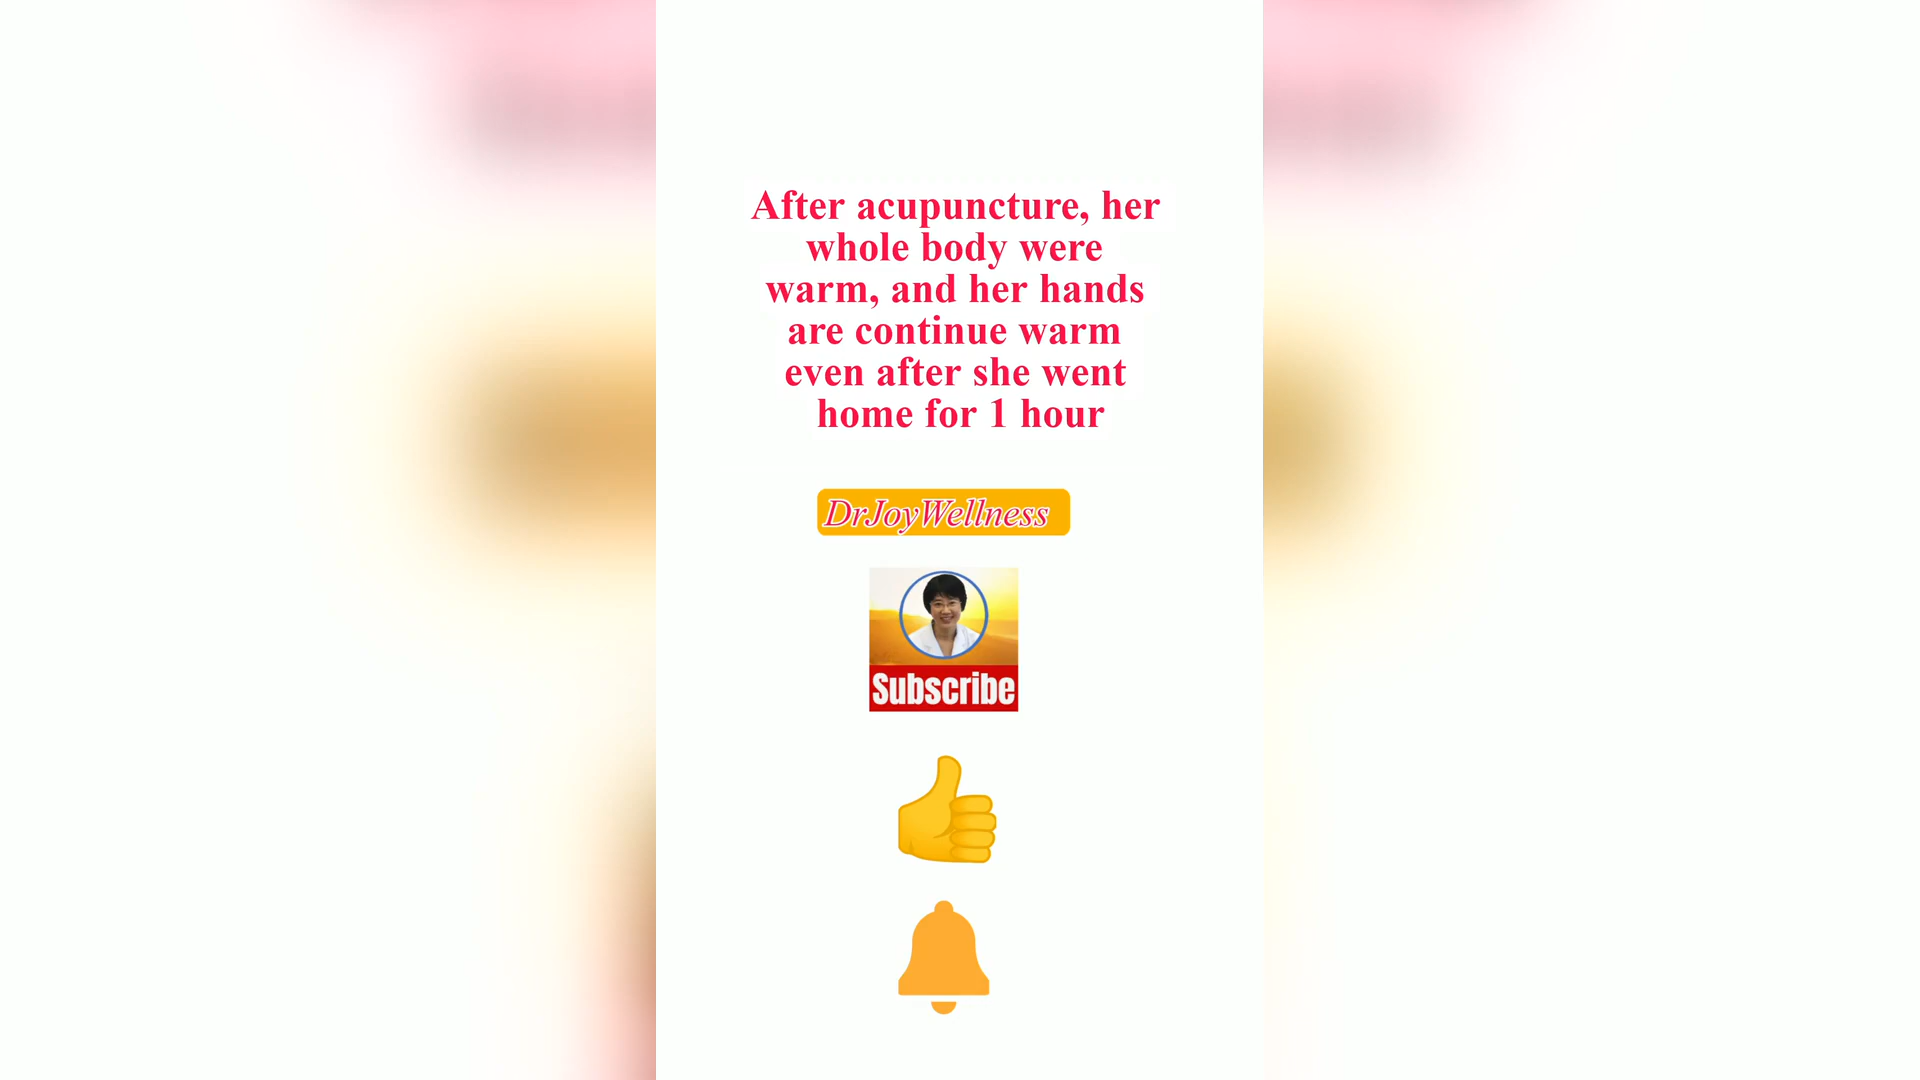 After acupuncture, her
whole body were
warm, and her hands
are continue warm
even after she went
home for 1 hour
DrJoyWellness
Subscribe